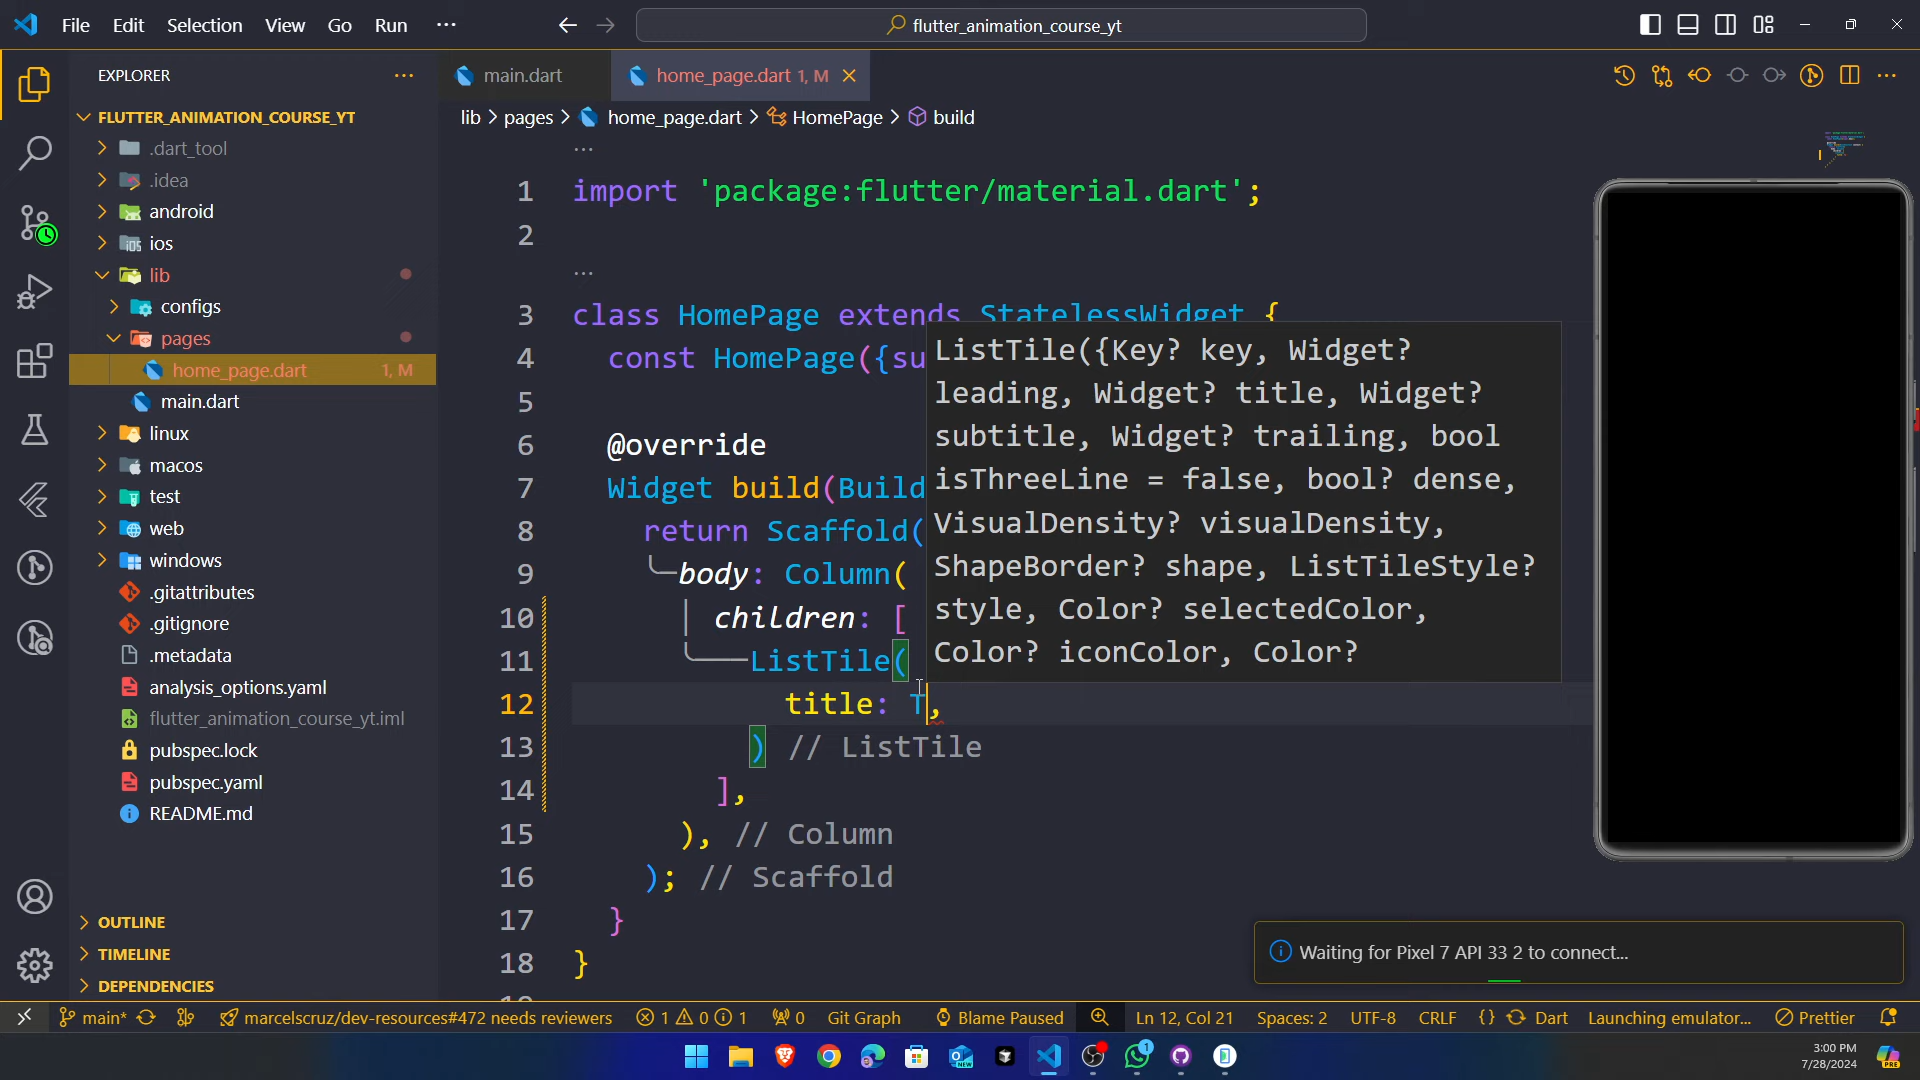 File Edit Selection View Go Run ···
flutter_animation_course_yt
EXPLORER ···
main.dart
home_page.dart 1, M
FLUTTER_ANIMATION_COURSE_YT
lib > pages > home_page.dart > HomePage > build
.dart_tool
.idea
android
ios
lib
configs
pages
home_page.dart 1, M
main.dart
linux
macos
test
web
windows
.gitattributes
.gitignore
.metadata
analysis_options.yaml
flutter_animation_course_yt.iml
pubspec.lock
pubspec.yaml
README.md
OUTLINE
TIMELINE
DEPENDENCIES
...
1 import 'package:flutter/material.dart';
2
...
3 class HomePage extends StatelessWidget {
4 const HomePage({su
5
6 @override
7 Widget build(Build
8 return Scaffold(
9 body: Column(
10 children: [
11 ListTile(
12 title: T,
13 ) // ListTile
14 ],
15 ), // Column
16 ); // Scaffold
17 }
18 }
ListTile({Key? key, Widget?
leading, Widget? title, Widget?
subtitle, Widget? trailing, bool
isThreeLine = false, bool? dense,
VisualDensity? visualDensity,
ShapeBorder? shape, ListTileStyle?
style, Color? selectedColor,
Color? iconColor, Color?
Waiting for Pixel 7 API 33 2 to connect...
main* marcelscruz/dev-resources#472 needs reviewers 1 0 1 0 Git Graph Blame Paused Ln 12, Col 21 Spaces: 2 UTF-8 CRLF {} Dart Launching emulator... Prettier
1
3:00 PM
7/28/2024